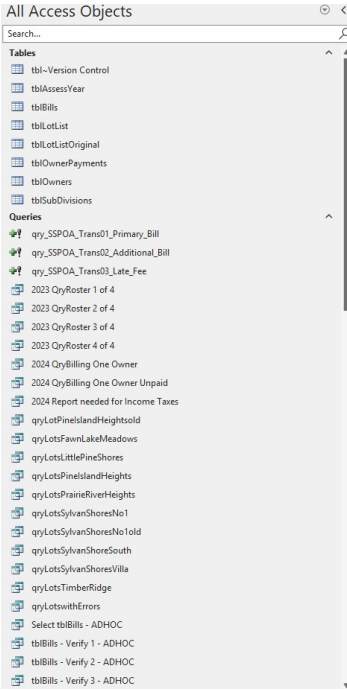 All Access Objects
Search...
Tables
tbl~Version Control
tblAssessYear
tblBills
tblLotList
tblLotListOriginal
tblOwnerPayments
tblOwners
tblSubDivisions
Queries
qry_SSPOA_Trans01_Primary_Bill
qry_SSPOA_Trans02_Additional_Bill
qry_SSPOA_Trans03_Late_Fee
2023 QryRoster 1 of 4
2023 QryRoster 2 of 4
2023 QryRoster 3 of 4
2023 QryRoster 4 of 4
2024 QryBilling One Owner
2024 QryBilling One Owner Unpaid
2024 Report needed for Income Taxes
qryLotPineIslandHeightsold
qryLotsFawnLakeMeadows
qryLotsLittlePineShores
qryLotsPineIslandHeights
qryLotsPrairieRiverHeights
qryLotsSylvanShoresNo1
qryLotsSylvanShoresNo1old
qryLotsSylvanShoreSouth
qryLotsSylvanShoresVilla
qryLotsTimberRidge
qryLotswithErrors
Select tblBills - ADHOC
tblBills - Verify 1 - ADHOC
tblBills - Verify 2 - ADHOC
tblBills - Verify 3 - ADHOC